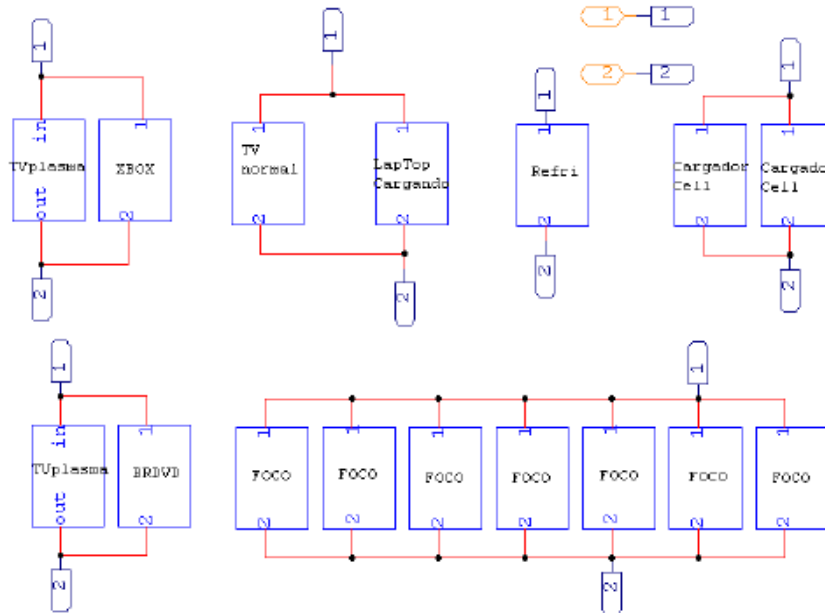 1
1
1
2
2
1
1
1
in
1
TVplasma
XBOX
out
2
2
1
TV
normal
2
1
LapTop
Cargando
2
2
1
Refri
2
2
1
Cargador
Cell
2
1
Cargado
Cell
2
2
1
in
1
TVplasma
BRDVD
out
2
2
1
1
1
1
1
1
1
1
FOCO
FOCO
FOCO
FOCO
FOCO
FOCO
FOCO
2
2
2
2
2
2
2
2